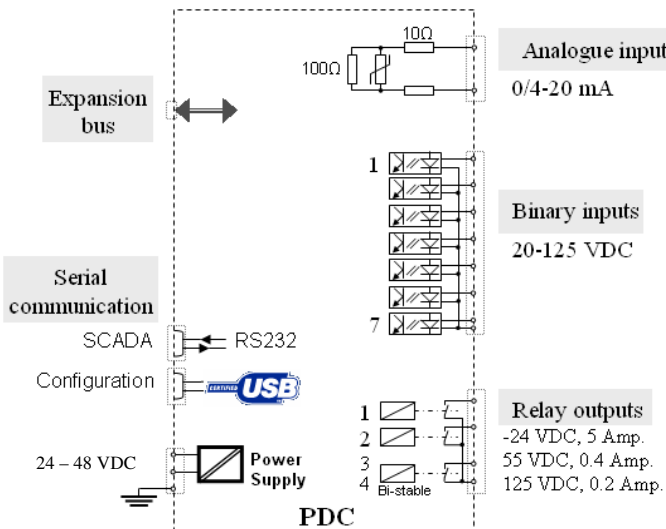 10Ω
100Ω
Analogue input
0/4-20 mA
Expansion
bus
1
Binary inputs
20-125 VDC
7
Serial
communication
SCADA
RS232
Configuration
CERTIFIED USB
1
2
3
4
Bi-stable
Relay outputs
-24 VDC, 5 Amp.
55 VDC, 0.4 Amp.
125 VDC, 0.2 Amp.
24 – 48 VDC
Power
Supply
PDC